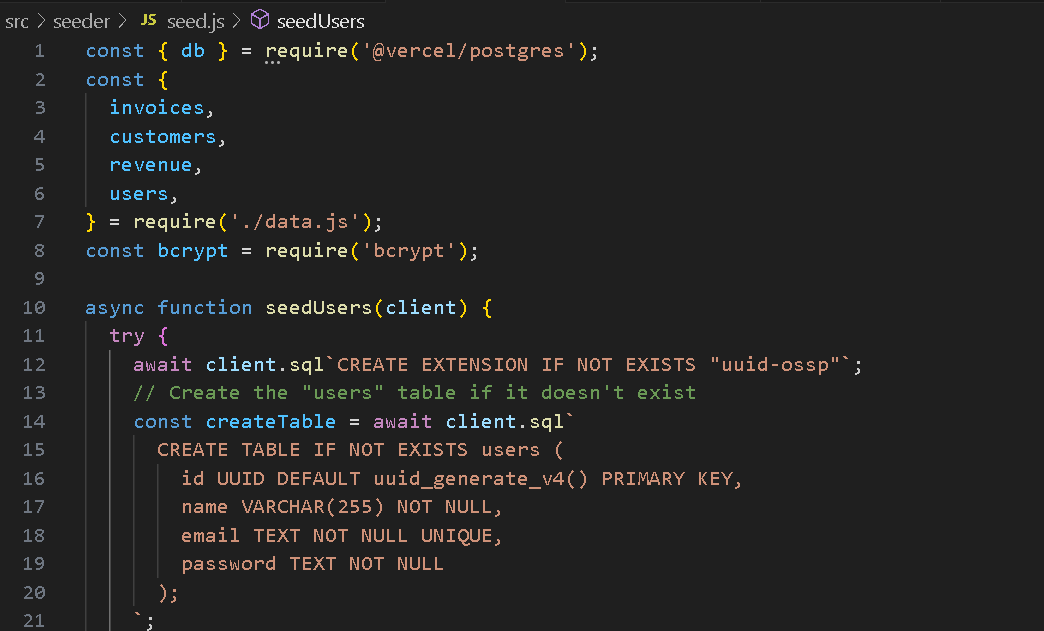 src > seeder > JS seed.js > seedUsers
1 const { db } = require('@vercel/postgres');
2 const {
3   invoices,
4   customers,
5   revenue,
6   users,
7 } = require('./data.js');
8 const bcrypt = require('bcrypt');
9
10 async function seedUsers(client) {
11   try {
12     await client.sql`CREATE EXTENSION IF NOT EXISTS "uuid-ossp"`;
13     // Create the "users" table if it doesn't exist
14     const createTable = await client.sql`
15       CREATE TABLE IF NOT EXISTS users (
16         id UUID DEFAULT uuid_generate_v4() PRIMARY KEY,
17         name VARCHAR(255) NOT NULL,
18         email TEXT NOT NULL UNIQUE,
19         password TEXT NOT NULL
20       );
21     `;